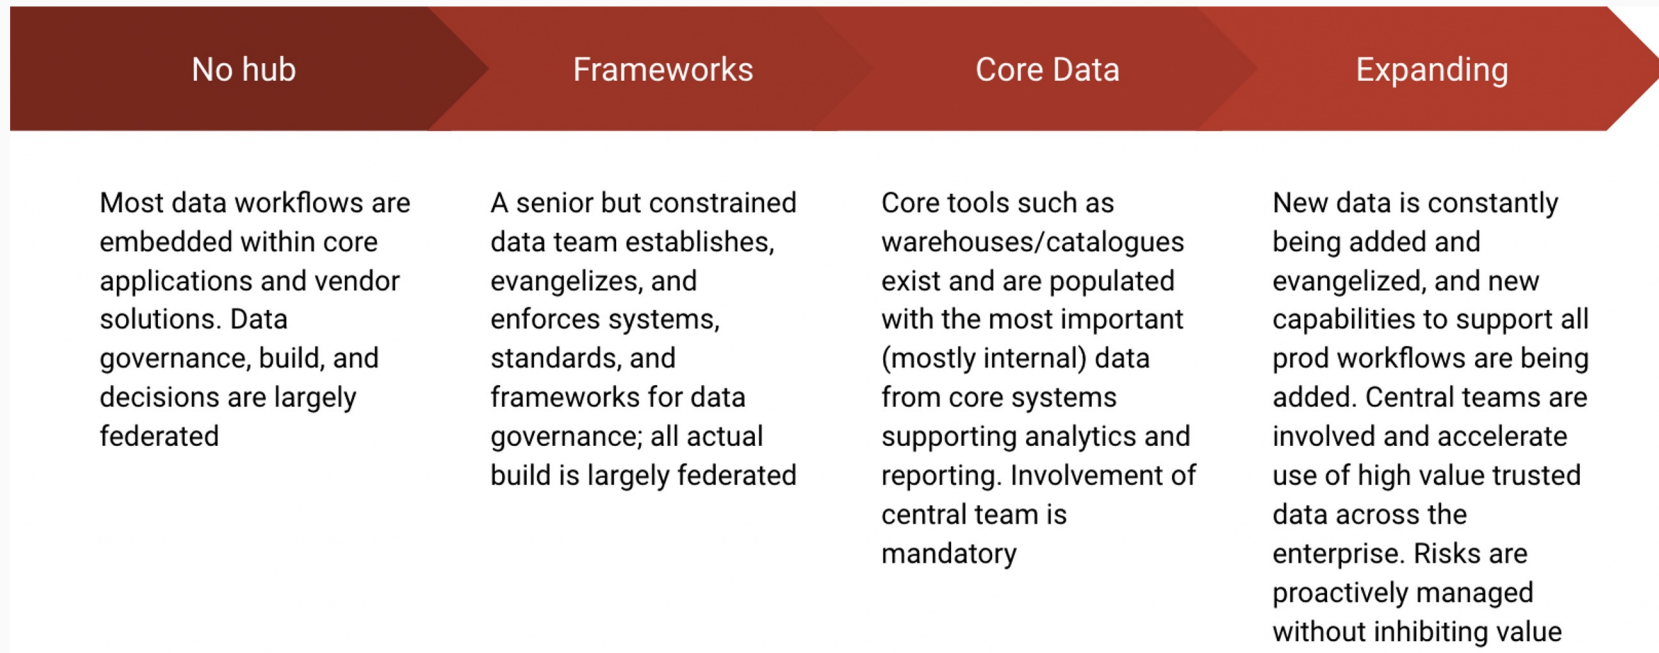 No hub
Frameworks
Core Data
Expanding
Most data workflows are
embedded within core
applications and vendor
solutions. Data
governance, build, and
decisions are largely
federated
A senior but constrained
data team establishes,
evangelizes, and
enforces systems,
standards, and
frameworks for data
governance; all actual
build is largely federated
Core tools such as
warehouses/catalogues
exist and are populated
with the most important
(mostly internal) data
from core systems
supporting analytics and
reporting. Involvement of
central team is
mandatory
New data is constantly
being added and
evangelized, and new
capabilities to support all
prod workflows are being
added. Central teams are
involved and accelerate
use of high value trusted
data across the
enterprise. Risks are
proactively managed
without inhibiting value